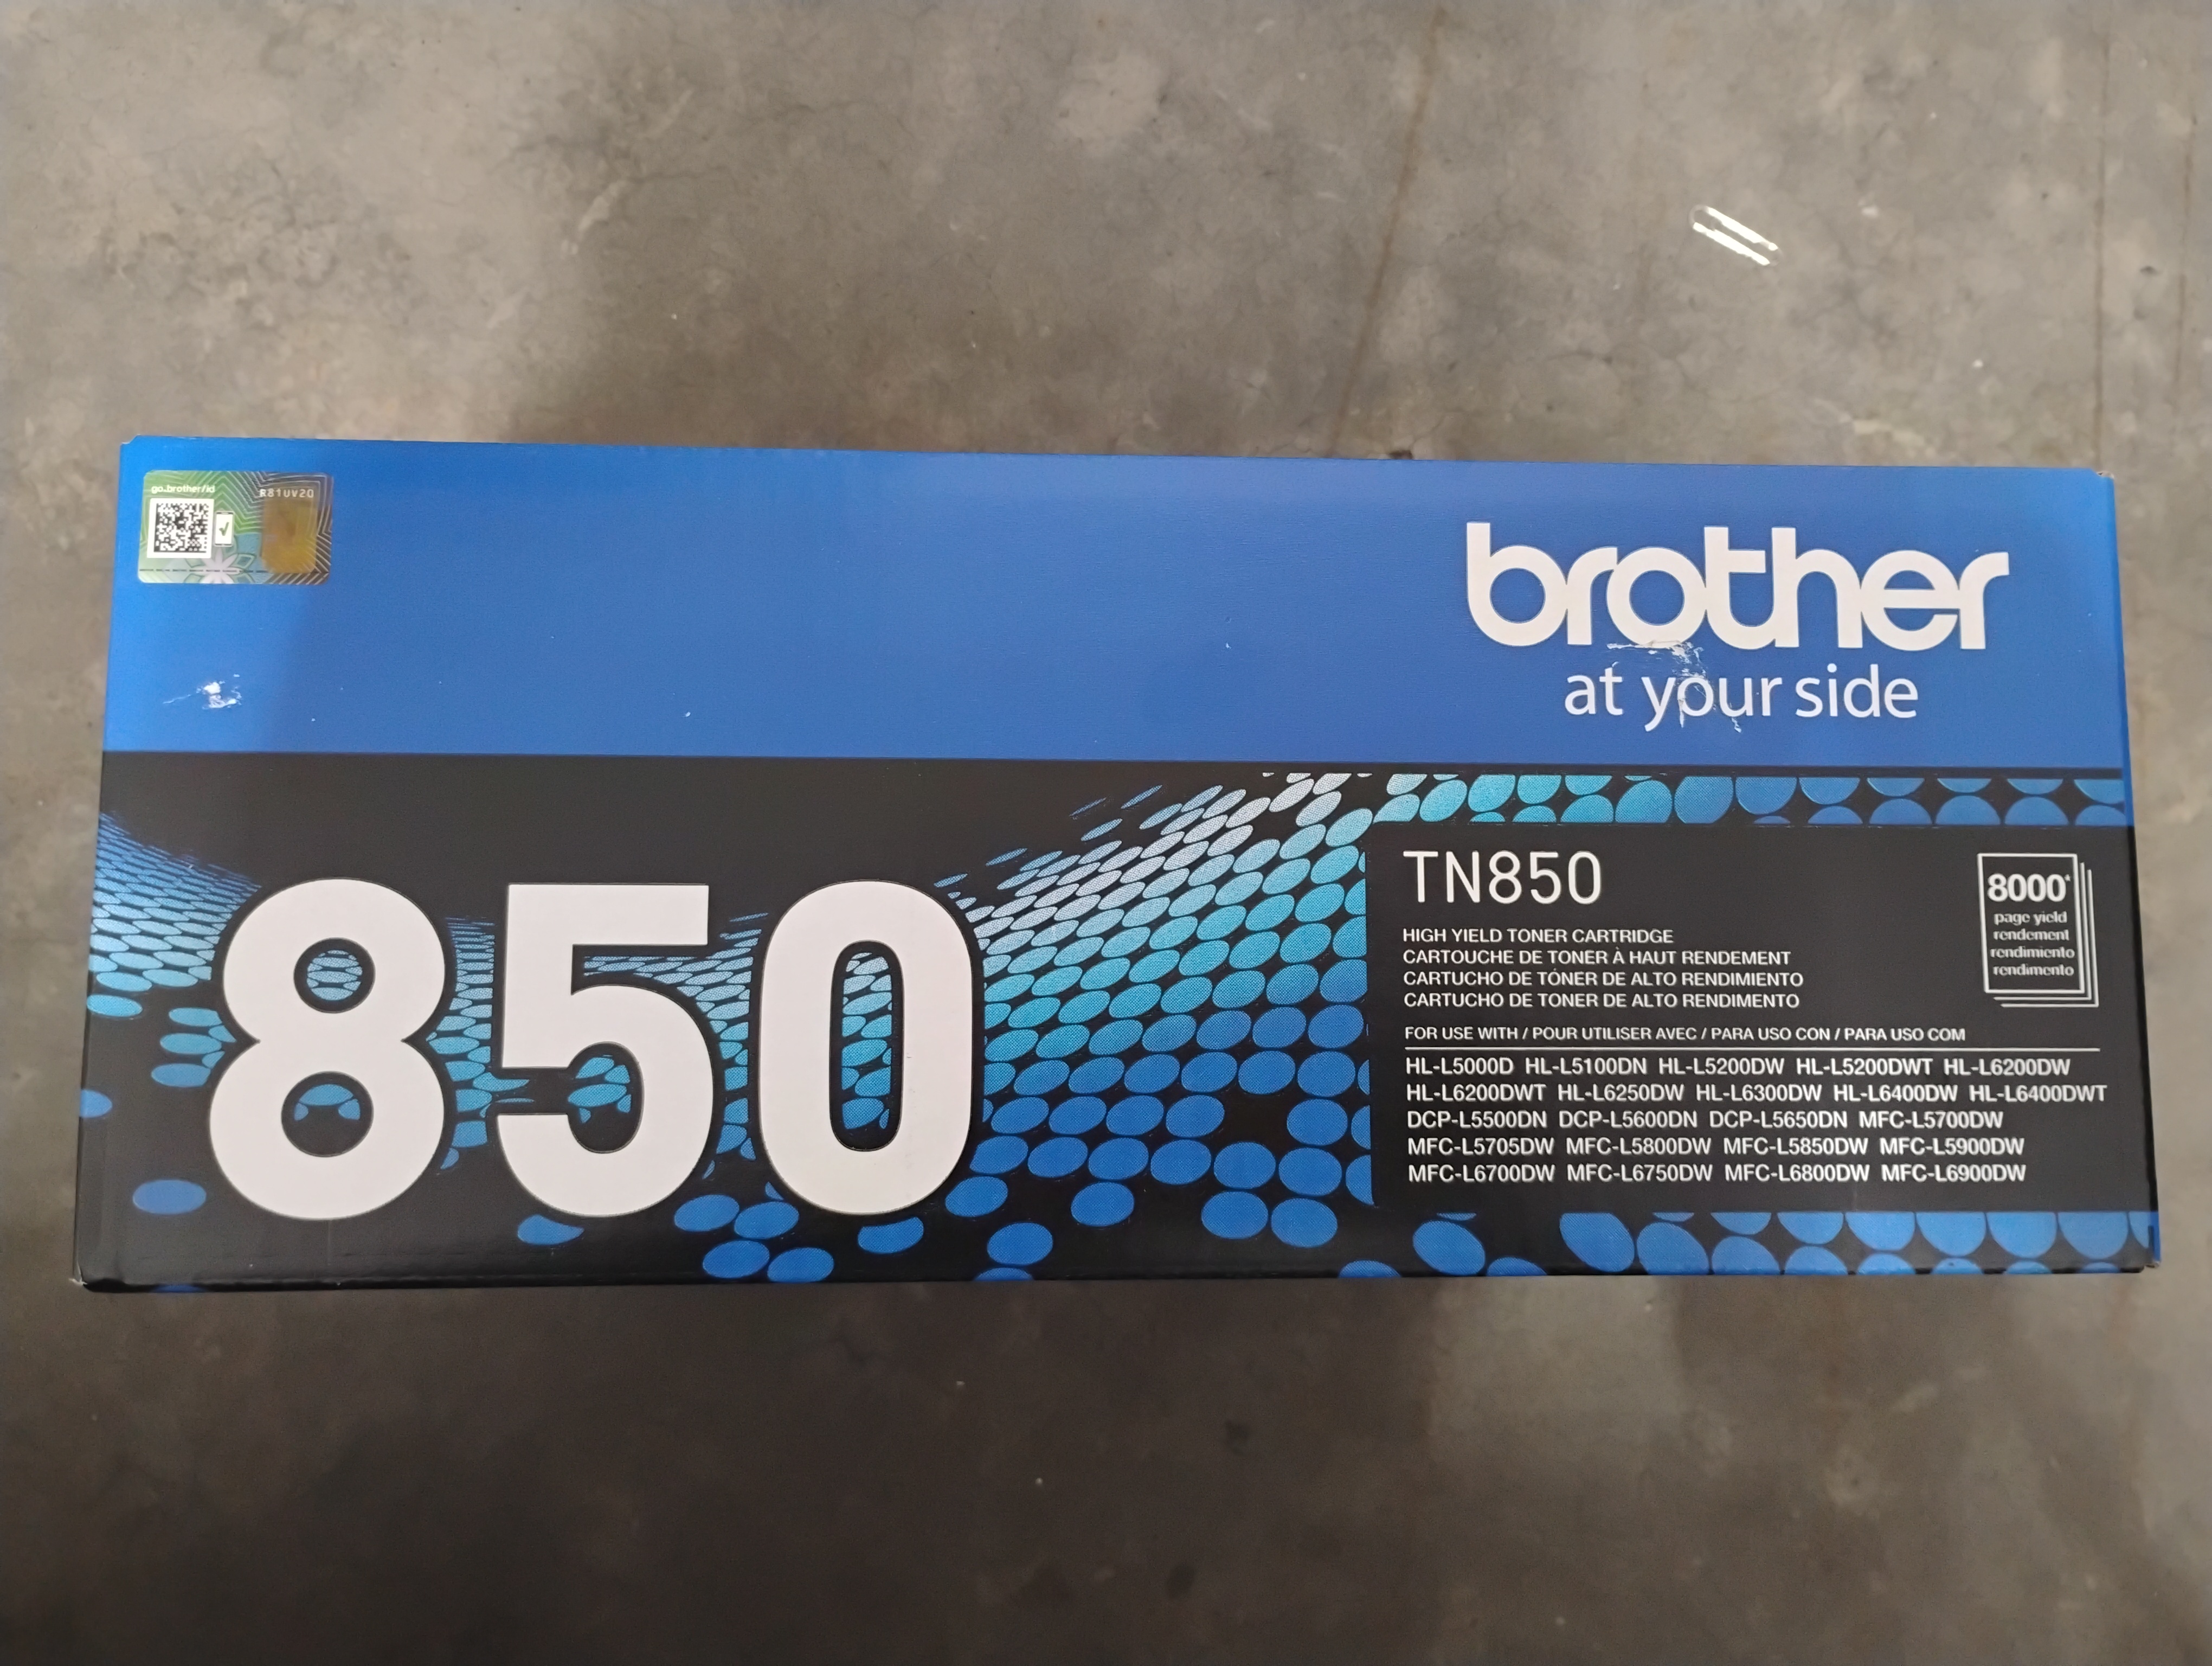 go.brother/id
R81UV20
brother
at your side
850
TN850
HIGH YIELD TONER CARTRIDGE
CARTOUCHE DE TONER À HAUT RENDEMENT
CARTUCHO DE TÓNER DE ALTO RENDIMIENTO
CARTUCHO DE TONER DE ALTO RENDIMENTO
8000*
page yield
rendement
rendimiento
rendimento
FOR USE WITH / POUR UTILISER AVEC / PARA USO CON / PARA USO COM
HL-L5000D HL-L5100DN HL-L5200DW HL-L5200DWT HL-L6200DW
HL-L6200DWT HL-L6250DW HL-L6300DW HL-L6400DW HL-L6400DWT
DCP-L5500DN DCP-L5600DN DCP-L5650DN MFC-L5700DW
MFC-L5705DW MFC-L5800DW MFC-L5850DW MFC-L5900DW
MFC-L6700DW MFC-L6750DW MFC-L6800DW MFC-L6900DW